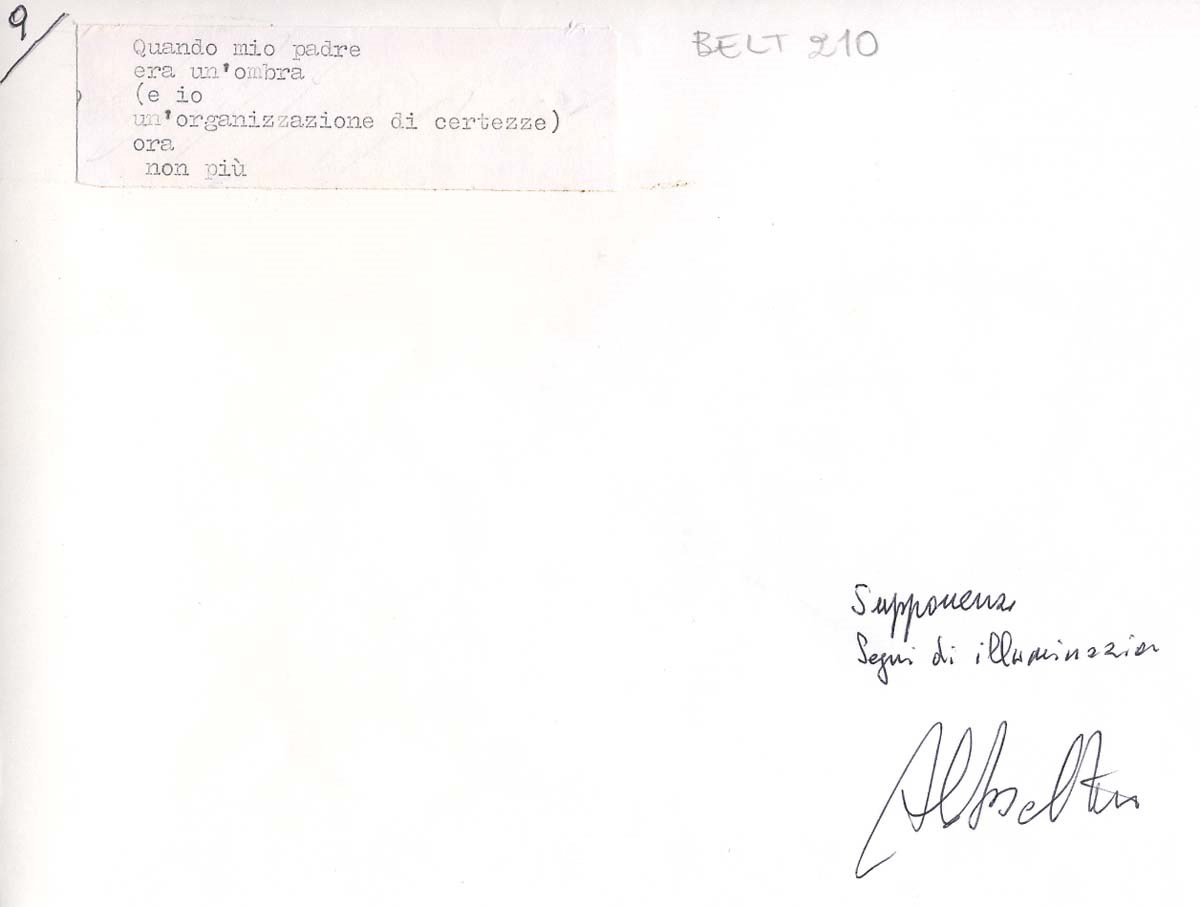 9/
Quando mio padre
era un'ombra
(e io
un'organizzazione di certezze)
ora
non più
BELT 210
Supponenze
Segni di illuminazion